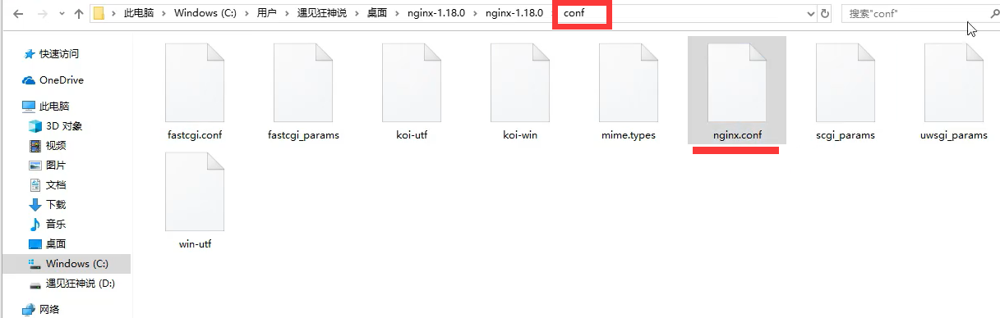 此电脑 > Windows (C:) > 用户 > 遇见狂神说 > 桌面 > nginx-1.18.0 > nginx-1.18.0 > conf
搜索"conf"
快速访问
OneDrive
此电脑
3D 对象
视频
图片
文档
下载
音乐
桌面
Windows (C:)
遇见狂神说 (D:)
网络
fastcgi.conf
fastcgi_params
koi-utf
koi-win
mime.types
nginx.conf
scgi_params
uwsgi_params
win-utf